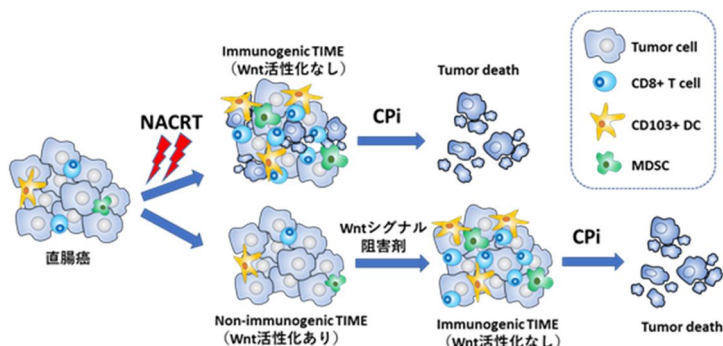 Immunogenic TIME
（Wnt活性化なし）
Tumor death
NACRT
CPi
直腸癌
Tumor cell
CD8+ T cell
CD103+ DC
MDSC
Wntシグナル
阻害剤
CPi
Non-immunogenic TIME
（Wnt活性化あり）
Immunogenic TIME
（Wnt活性化なし）
Tumor death